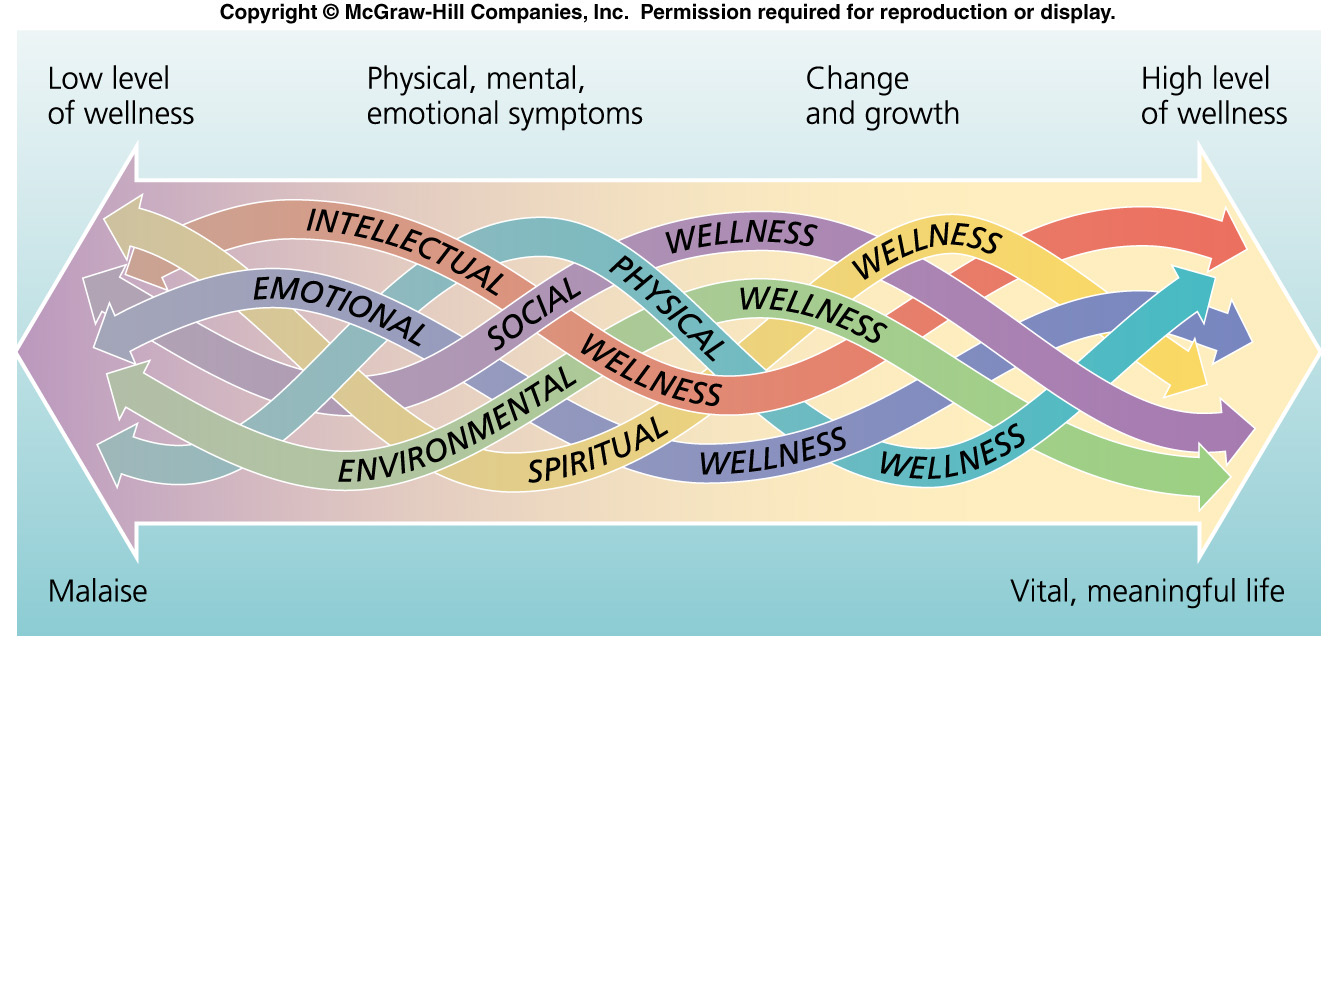 Copyright © McGraw-Hill Companies, Inc.  Permission required for reproduction or display.
Low level
of wellness
Physical, mental,
emotional symptoms
Change
and growth
High level
of wellness
INTELLECTUAL
WELLNESS
EMOTIONAL
WELLNESS
SOCIAL
WELLNESS
PHYSICAL
WELLNESS
ENVIRONMENTAL
WELLNESS
SPIRITUAL
WELLNESS
Malaise
Vital, meaningful life